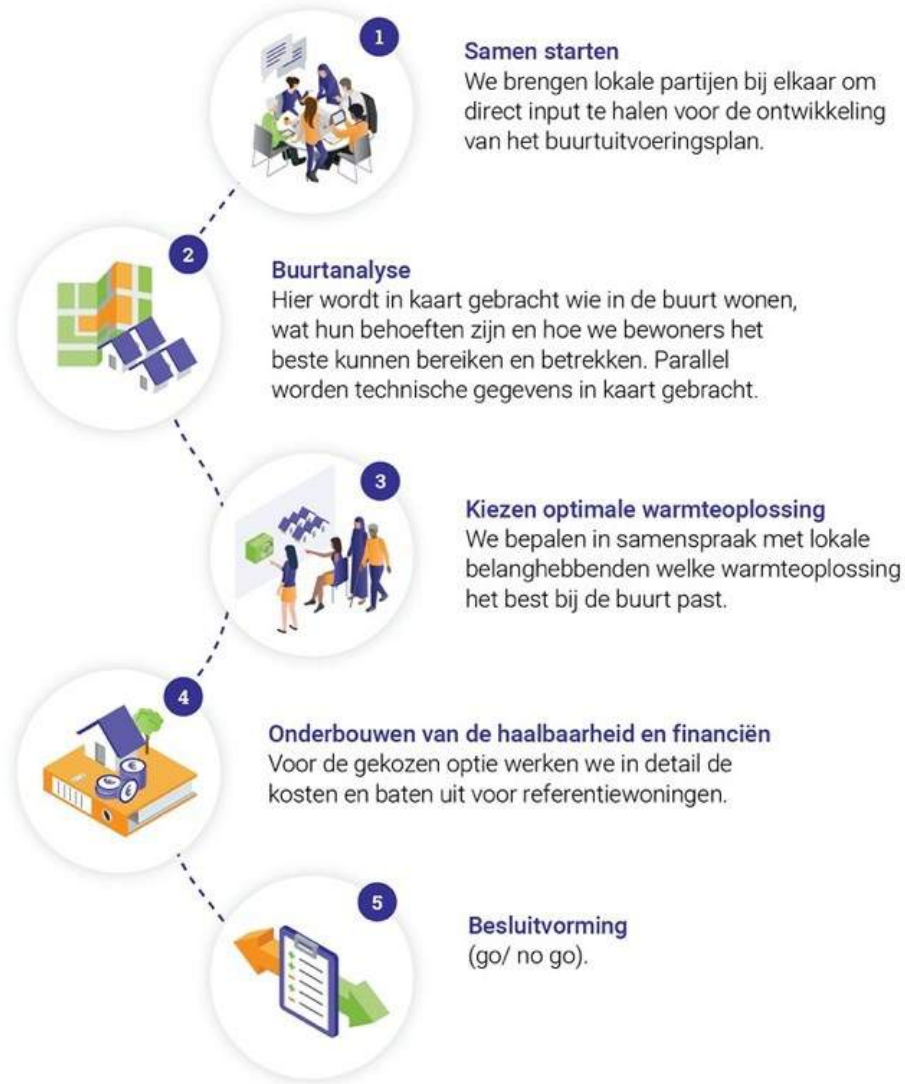 1
Samen starten
We brengen lokale partijen bij elkaar om
direct input te halen voor de ontwikkeling
van het buurtuitvoeringsplan.
2
Buurtanalyse
Hier wordt in kaart gebracht wie in de buurt wonen,
wat hun behoeften zijn en hoe we bewoners het
beste kunnen bereiken en betrekken. Parallel
worden technische gegevens in kaart gebracht.
3
Kiezen optimale warmteoplossing
We bepalen in samenspraak met lokale
belanghebbenden welke warmteoplossing
het best bij de buurt past.
4
Onderbouwen van de haalbaarheid en financiën
Voor de gekozen optie werken we in detail de
kosten en baten uit voor referentiewoningen.
5
Besluitvorming
(go/ no go).